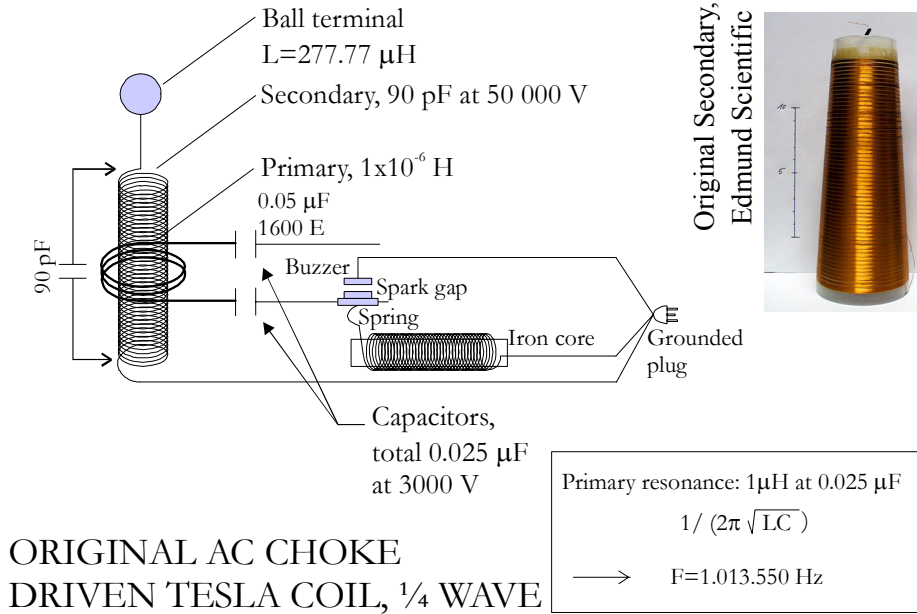 Ball terminal
L=277.77 μH
Secondary, 90 pF at 50 000 V
Primary, 1x10⁻⁶ H
0.05 μF
1600 E
90 pF
Buzzer
Spark gap
Spring
Iron core
Grounded
plug
Capacitors,
total 0.025 μF
at 3000 V
Original Secondary,
Edmund Scientific
10
5
Primary resonance: 1μH at 0.025 μF
1/ (2π √LC )
F=1.013.550 Hz
ORIGINAL AC CHOKE
DRIVEN TESLA COIL, ¼ WAVE